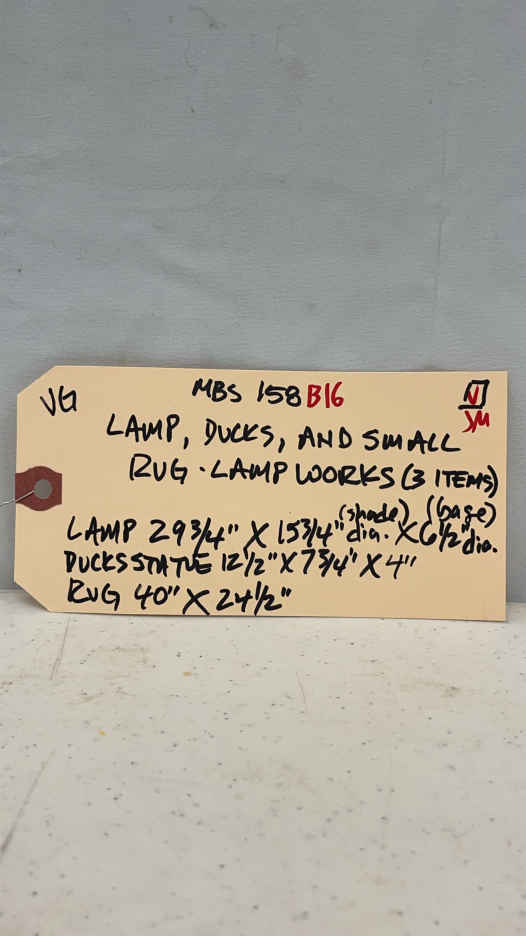 VG
MBS 158 B16
JM
LAMP, DUCKS, AND SMALL
RUG · LAMP WORKS (3 ITEMS)
(shade) (base)
LAMP 29 3/4" X 15 3/4" dia. X 6 1/2" dia.
DUCKS STATUE 12 1/2" X 7 3/4" X 4"
RUG 40" X 24 1/2"